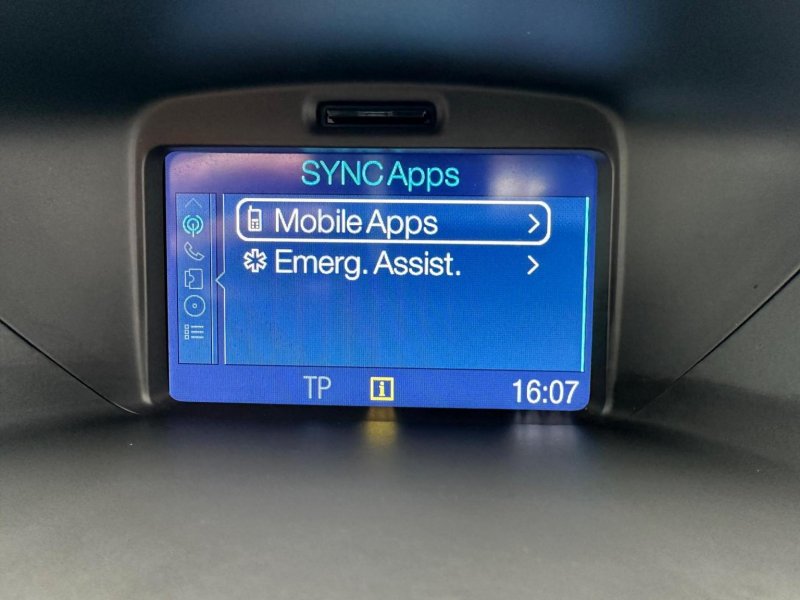 SYNC Apps
Mobile Apps
Emerg. Assist.
TP i 16:07